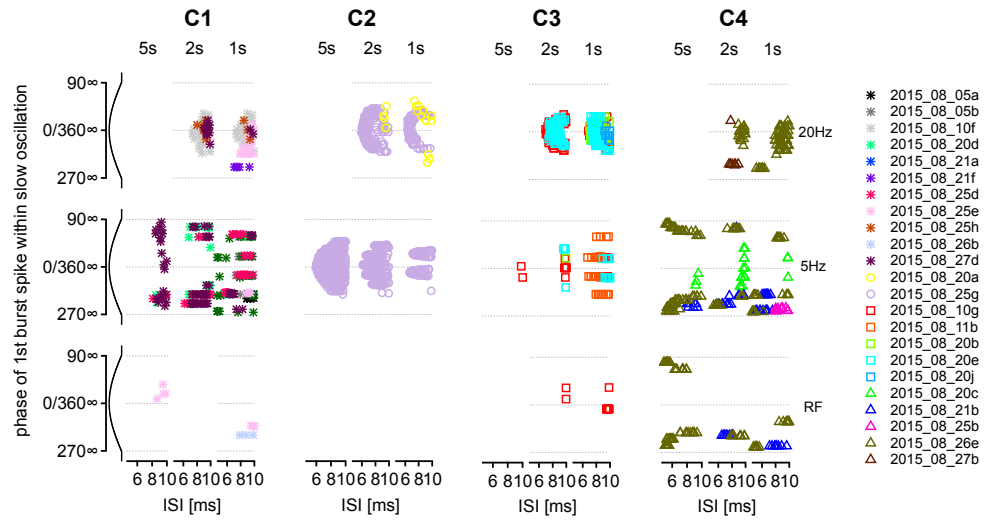 C1 C2 C3 C4
5s 2s 1s 5s 2s 1s 5s 2s 1s 5s 2s 1s
phase of 1st burst spike within slow oscillation
90∞
0/360∞
270∞
20Hz
90∞
0/360∞
270∞
5Hz
90∞
0/360∞
270∞
RF
6 810 6 810 6 810 6 810 6 810 6 810 6 810 6 810 6 810 6 810 6 810 6 810
ISI [ms] ISI [ms] ISI [ms] ISI [ms]
2015_08_05a
2015_08_05b
2015_08_10f
2015_08_20d
2015_08_21a
2015_08_21f
2015_08_25d
2015_08_25e
2015_08_25h
2015_08_26b
2015_08_27d
2015_08_20a
2015_08_25g
2015_08_10g
2015_08_11b
2015_08_20b
2015_08_20e
2015_08_20j
2015_08_20c
2015_08_21b
2015_08_25b
2015_08_26e
2015_08_27b